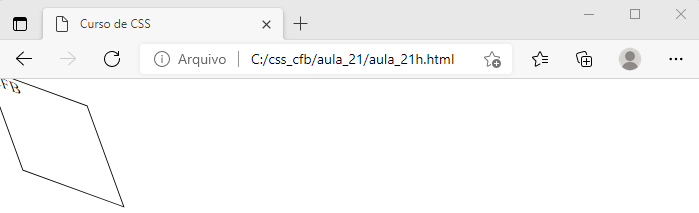 Curso de CSS
Arquivo C:/css_cfb/aula_21/aula_21h.html